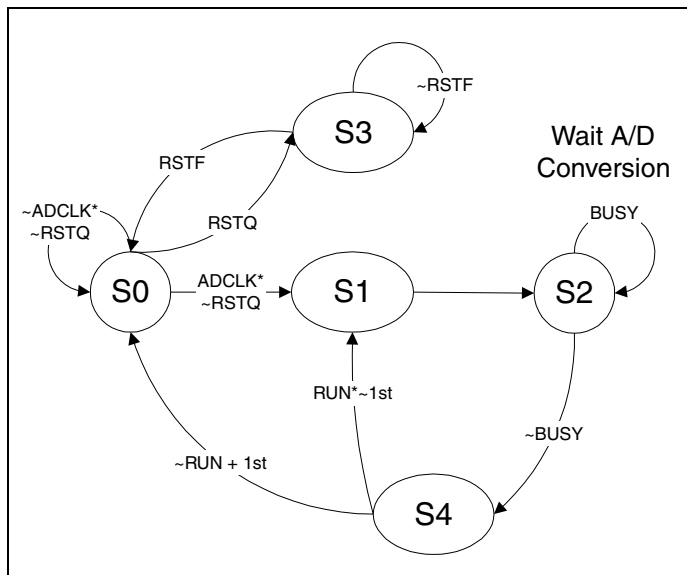 ~RSTF
S3
Wait A/D
Conversion
RSTF
RSTQ
~ADCLK*
~RSTQ
BUSY
S0
ADCLK*
~RSTQ
S1
S2
RUN*~1st
~BUSY
~RUN + 1st
S4